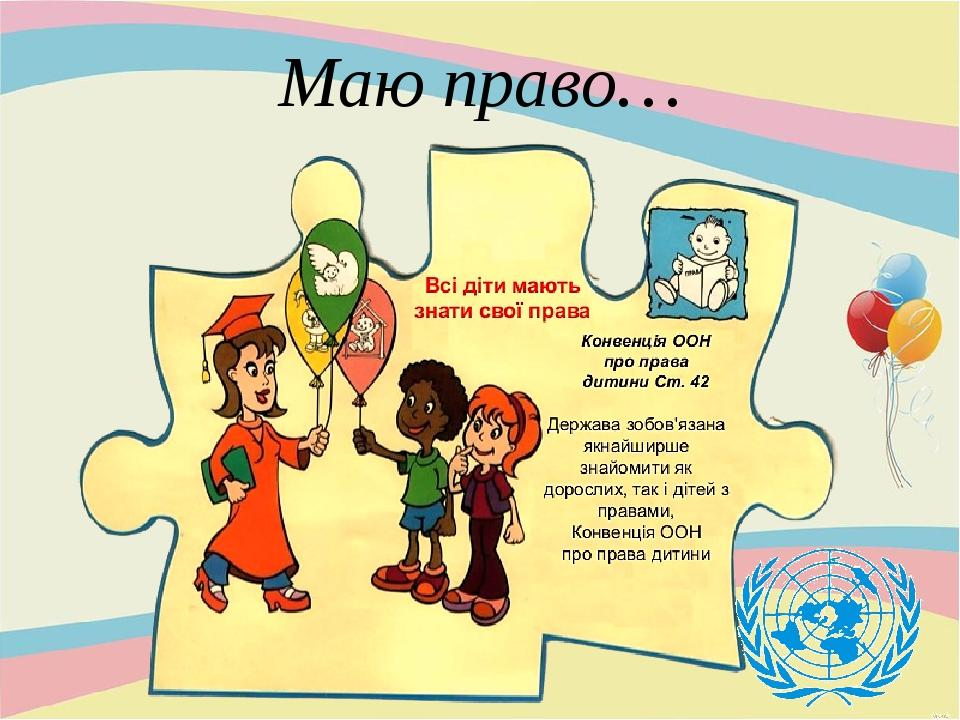 Маю право…
Всі діти мають
знати свої права
Конвенція ООН
про права
дитини Ст. 42
Держава зобов'язана
якнайширше
знайомити як
дорослих, так і дітей з
правами,
Конвенція ООН
про права дитини